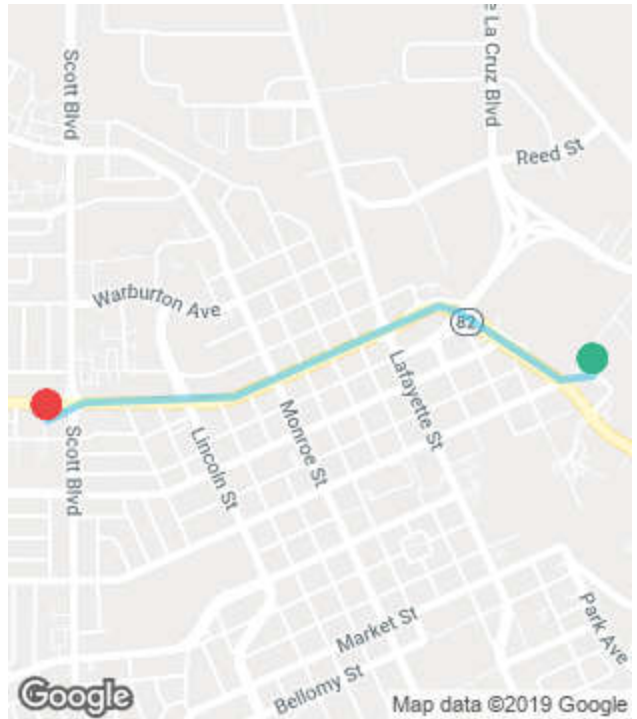 Scott Blvd
e La Cruz Blvd
Reed St
Warburton Ave
82
Lafayette St
Monroe St
Lincoln St
Scott Blvd
Park Ave
Market St
Bellomy St
Google
Map data ©2019 Google